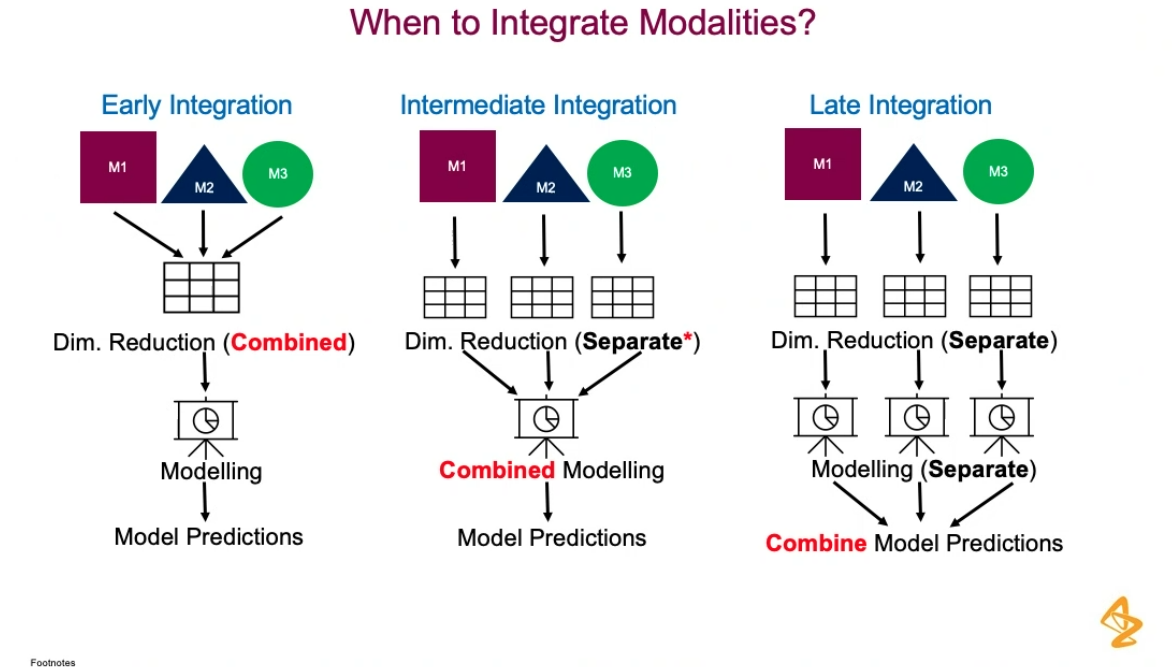 When to Integrate Modalities?
Early Integration
M1
M2
M3
Dim. Reduction (Combined)
Modelling
Model Predictions
Intermediate Integration
M1
M2
M3
Dim. Reduction (Separate*)
Combined Modelling
Model Predictions
Late Integration
M1
M2
M3
Dim. Reduction (Separate)
Modelling (Separate)
Combine Model Predictions
Footnotes